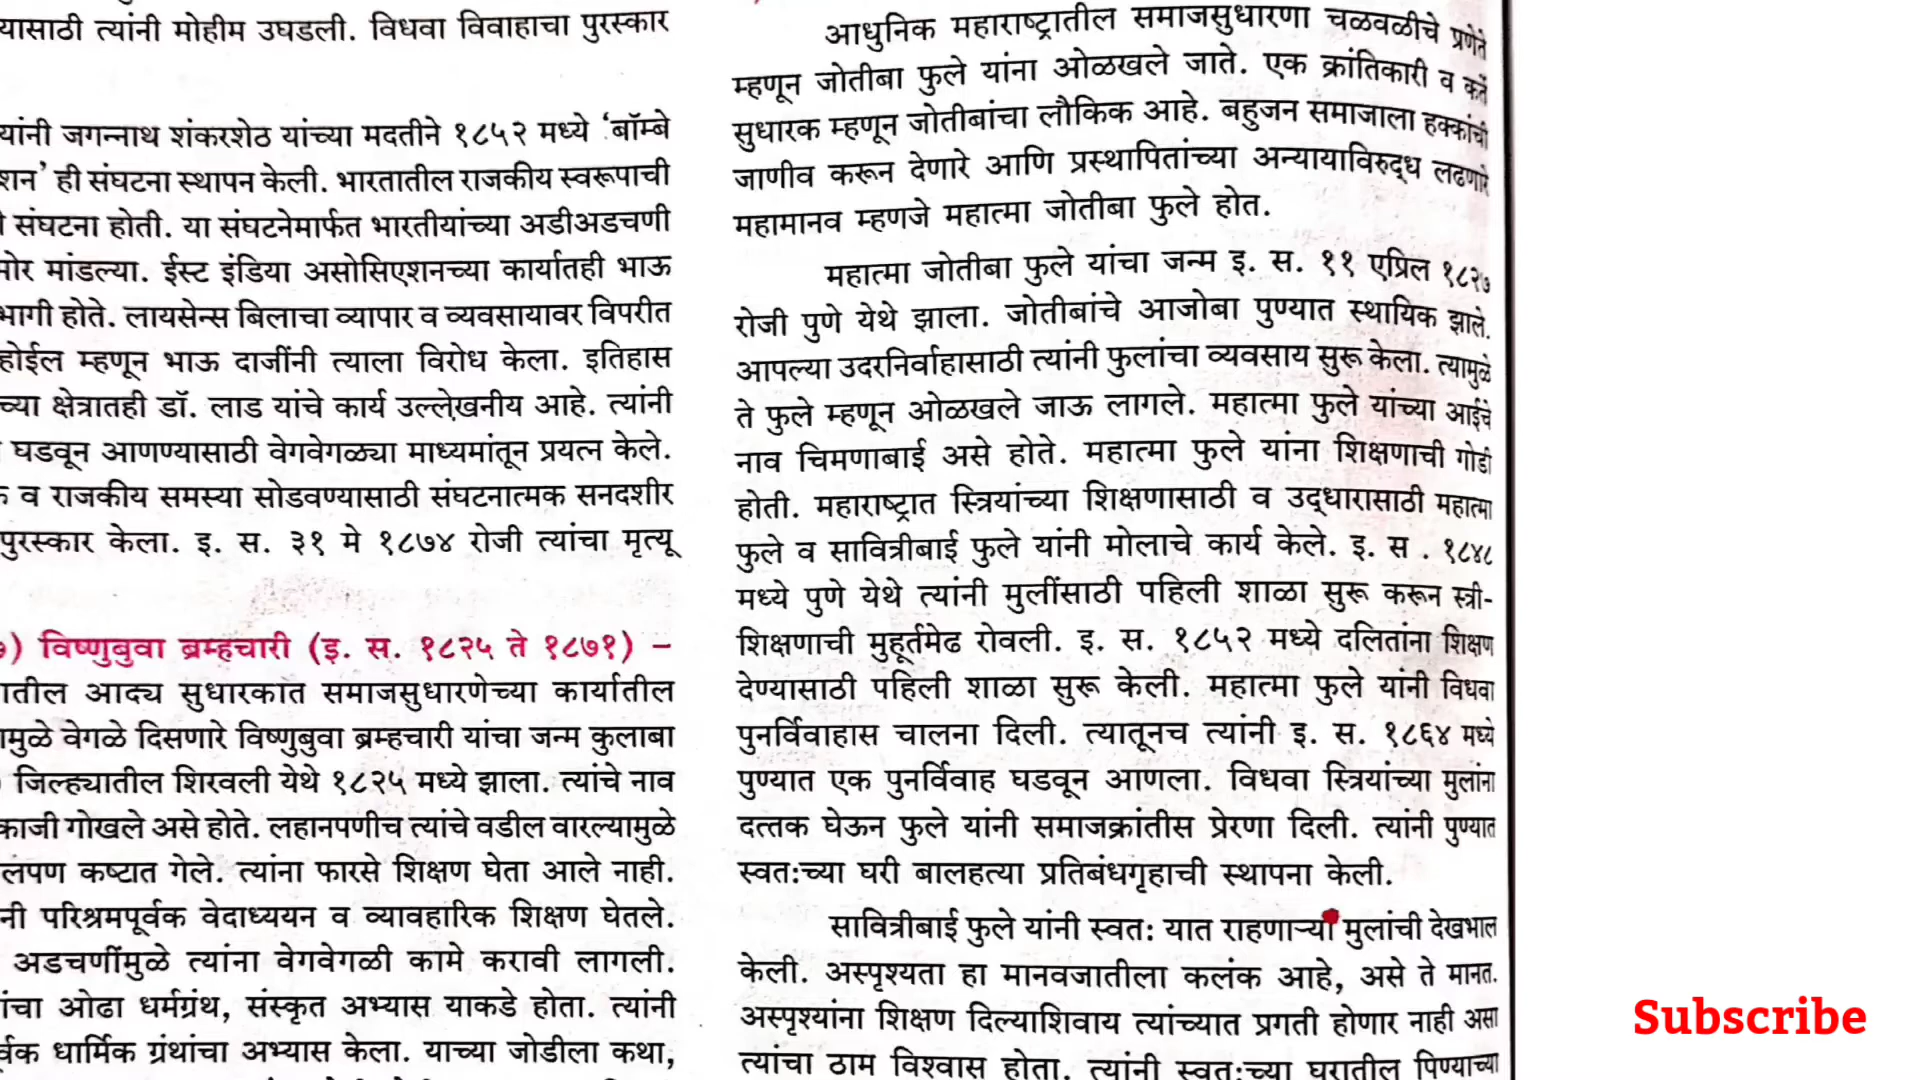 यासाठी त्यांनी मोहीम उघडली. विधवा विवाहाचा पुरस्कार
यांनी जगन्नाथ शंकरशेठ यांच्या मदतीने १८५२ मध्ये ‘बॉम्बे
शन’ ही संघटना स्थापन केली. भारतातील राजकीय स्वरूपाची
संघटना होती. या संघटनेमार्फत भारतीयांच्या अडीअडचणी
मोर मांडल्या. ईस्ट इंडिया असोसिएशनच्या कार्यातही भाऊ
भागी होते. लायसेन्स बिलाचा व्यापार व व्यवसायावर विपरीत
होईल म्हणून भाऊ दाजींनी त्याला विरोध केला. इतिहास
च्या क्षेत्रातही डॉ. लाड यांचे कार्य उल्लेखनीय आहे. त्यांनी
घडवून आणण्यासाठी वेगवेगळ्या माध्यमांतून प्रयत्न केले.
व राजकीय समस्या सोडवण्यासाठी संघटनात्मक सनदशीर
पुरस्कार केला. इ. स. ३१ मे १८७४ रोजी त्यांचा मृत्यू
) विष्णुबुवा ब्रम्हचारी (इ. स. १८२५ ते १८७१) –
ातील आद्य सुधारकांत समाजसुधारणेच्या कार्यातील
ामुळे वेगळे दिसणारे विष्णुबुवा ब्रम्हचारी यांचा जन्म कुलाबा
जिल्ह्यातील शिरवली येथे १८२५ मध्ये झाला. त्यांचे नाव
काजी गोखले असे होते. लहानपणीच त्यांचे वडील वारल्यामुळे
लंपण कष्टात गेले. त्यांना फारसे शिक्षण घेता आले नाही.
नी परिश्रमपूर्वक वेदाध्ययन व व्यावहारिक शिक्षण घेतले.
अडचणींमुळे त्यांना वेगवेगळी कामे करावी लागली.
ांचा ओढा धर्मग्रंथ, संस्कृत अभ्यास याकडे होता. त्यांनी
र्वक धार्मिक ग्रंथांचा अभ्यास केला. याच्या जोडीला कथा,
आधुनिक महाराष्ट्रातील समाजसुधारणा चळवळीचे प्रणेते
म्हणून जोतीबा फुले यांना ओळखले जाते. एक क्रांतिकारी व कर्ते
सुधारक म्हणून जोतीबांचा लौकिक आहे. बहुजन समाजाला हक्कांची
जाणीव करून देणारे आणि प्रस्थापितांच्या अन्यायाविरुद्ध लढणारे
महामानव म्हणजे महात्मा जोतीबा फुले होत.
महात्मा जोतीबा फुले यांचा जन्म इ. स. ११ एप्रिल १८२७
रोजी पुणे येथे झाला. जोतीबांचे आजोबा पुण्यात स्थायिक झाले.
आपल्या उदरनिर्वाहासाठी त्यांनी फुलांचा व्यवसाय सुरू केला. त्यामुळे
ते फुले म्हणून ओळखले जाऊ लागले. महात्मा फुले यांच्या आईचे
नाव चिमणाबाई असे होते. महात्मा फुले यांना शिक्षणाची गोडी
होती. महाराष्ट्रात स्त्रियांच्या शिक्षणासाठी व उद्धारासाठी महात्मा
फुले व सावित्रीबाई फुले यांनी मोलाचे कार्य केले. इ. स . १८४८
मध्ये पुणे येथे त्यांनी मुलींसाठी पहिली शाळा सुरू करून स्त्री-
शिक्षणाची मुहूर्तमेढ रोवली. इ. स. १८५२ मध्ये दलितांना शिक्षण
देण्यासाठी पहिली शाळा सुरू केली. महात्मा फुले यांनी विधवा
पुनर्विवाहास चालना दिली. त्यातूनच त्यांनी इ. स. १८६४ मध्ये
पुण्यात एक पुनर्विवाह घडवून आणला. विधवा स्त्रियांच्या मुलांना
दत्तक घेऊन फुले यांनी समाजक्रांतीस प्रेरणा दिली. त्यांनी पुण्यात
स्वत:च्या घरी बालहत्या प्रतिबंधगृहाची स्थापना केली.
सावित्रीबाई फुले यांनी स्वत: यात राहणाऱ्या मुलांची देखभाल
केली. अस्पृश्यता हा मानवजातीला कलंक आहे, असे ते मानत.
अस्पृश्यांना शिक्षण दिल्याशिवाय त्यांच्यात प्रगती होणार नाही असा
त्यांचा ठाम विश्वास होता. त्यांनी स्वत:च्या घरातील पिण्याच्या
Subscribe